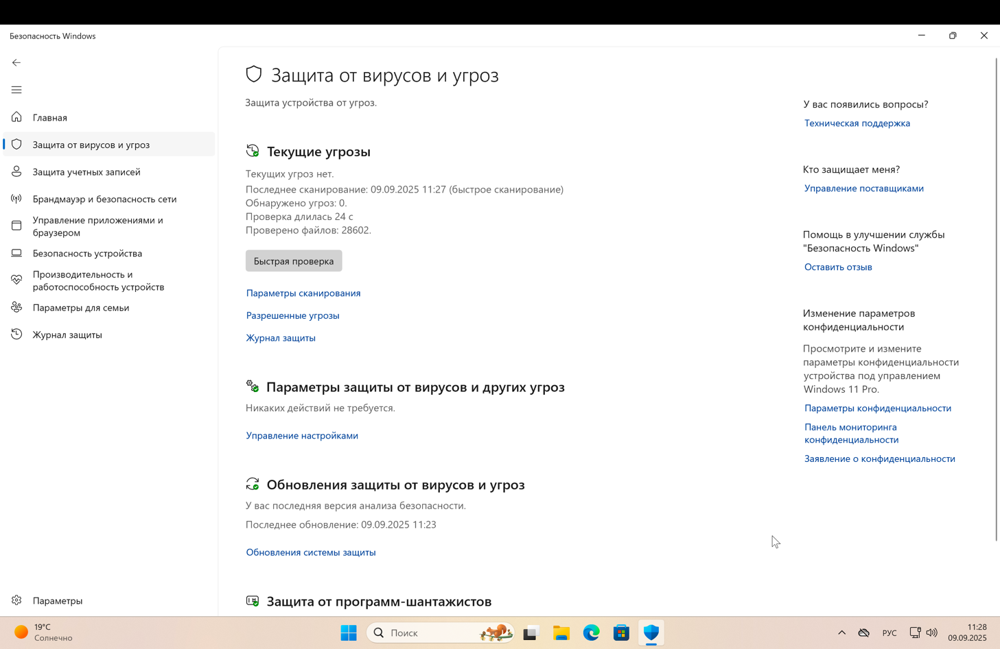 Безопасность Windows
Главная
Защита от вирусов и угроз
Защита учетных записей
Брандмауэр и безопасность сети
Управление приложениями и
браузером
Безопасность устройства
Производительность и
работоспособность устройств
Параметры для семьи
Журнал защиты
Параметры
Защита от вирусов и угроз
Защита устройства от угроз.
Текущие угрозы
Текущих угроз нет.
Последнее сканирование: 09.09.2025 11:27 (быстрое сканирование)
Обнаружено угроз: 0.
Проверка длилась 24 с
Проверено файлов: 28602.
Быстрая проверка
Параметры сканирования
Разрешенные угрозы
Журнал защиты
Параметры защиты от вирусов и других угроз
Никаких действий не требуется.
Управление настройками
Обновления защиты от вирусов и угроз
У вас последняя версия анализа безопасности.
Последнее обновление: 09.09.2025 11:23
Обновления системы защиты
Защита от программ-шантажистов
У вас появились вопросы?
Техническая поддержка
Кто защищает меня?
Управление поставщиками
Помощь в улучшении службы
"Безопасность Windows"
Оставить отзыв
Изменение параметров
конфиденциальности
Просмотрите и измените
параметры конфиденциальности
устройства под управлением
Windows 11 Pro.
Параметры конфиденциальности
Панель мониторинга
конфиденциальности
Заявление о конфиденциальности
19°C
Солнечно
Поиск
РУС
11:28
09.09.2025